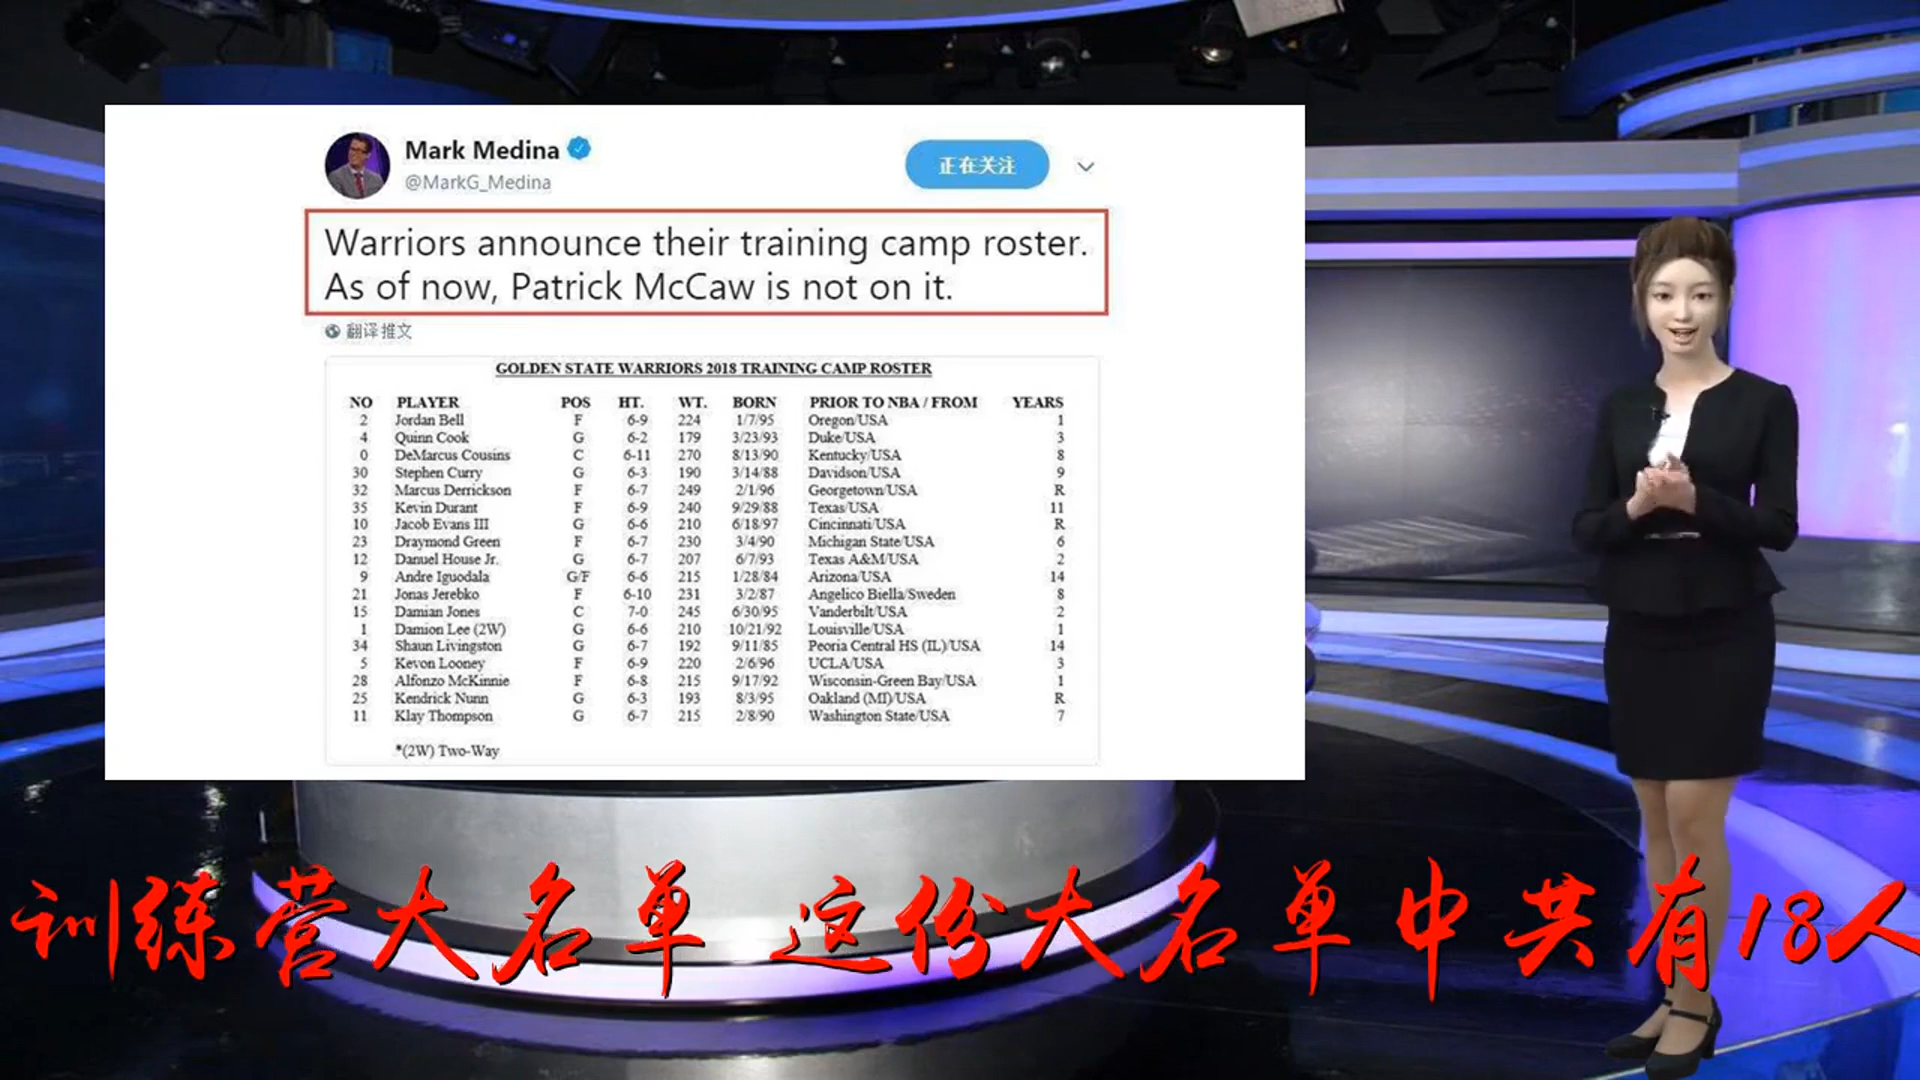 Mark Medina
@MarkG_Medina
正在关注
Warriors announce their training camp roster.
As of now, Patrick McCaw is not on it.
翻译推文
GOLDEN STATE WARRIORS 2018 TRAINING CAMP ROSTER
NO PLAYER POS HT. WT. BORN PRIOR TO NBA / FROM YEARS
2 Jordan Bell F 6-9 224 1/7/95 Oregon/USA 1
4 Quinn Cook G 6-2 179 3/23/93 Duke/USA 3
0 DeMarcus Cousins C 6-11 270 8/13/90 Kentucky/USA 8
30 Stephen Curry G 6-3 190 3/14/88 Davidson/USA 9
32 Marcus Derrickson F 6-7 249 2/1/96 Georgetown/USA R
35 Kevin Durant F 6-9 240 9/29/88 Texas/USA 11
10 Jacob Evans III G 6-6 210 6/18/97 Cincinnati/USA R
23 Draymond Green F 6-7 230 3/4/90 Michigan State/USA 6
12 Danuel House Jr. G 6-7 207 6/7/93 Texas A&M/USA 2
9 Andre Iguodala G/F 6-6 215 1/28/84 Arizona/USA 14
21 Jonas Jerebko F 6-10 231 3/2/87 Angelico Biella/Sweden 8
15 Damian Jones C 7-0 245 6/30/95 Vanderbilt/USA 2
1 Damion Lee (2W) G 6-6 210 10/21/92 Louisville/USA 1
34 Shaun Livingston G 6-7 192 9/11/85 Peoria Central HS (IL)/USA 14
5 Kevon Looney F 6-9 220 2/6/96 UCLA/USA 3
28 Alfonzo McKinnie F 6-8 215 9/17/92 Wisconsin-Green Bay/USA 1
25 Kendrick Nunn G 6-3 193 8/3/95 Oakland (MI)/USA R
11 Klay Thompson G 6-7 215 2/8/90 Washington State/USA 7
*(2W) Two-Way
训练营大名单 这份大名单中共有18人